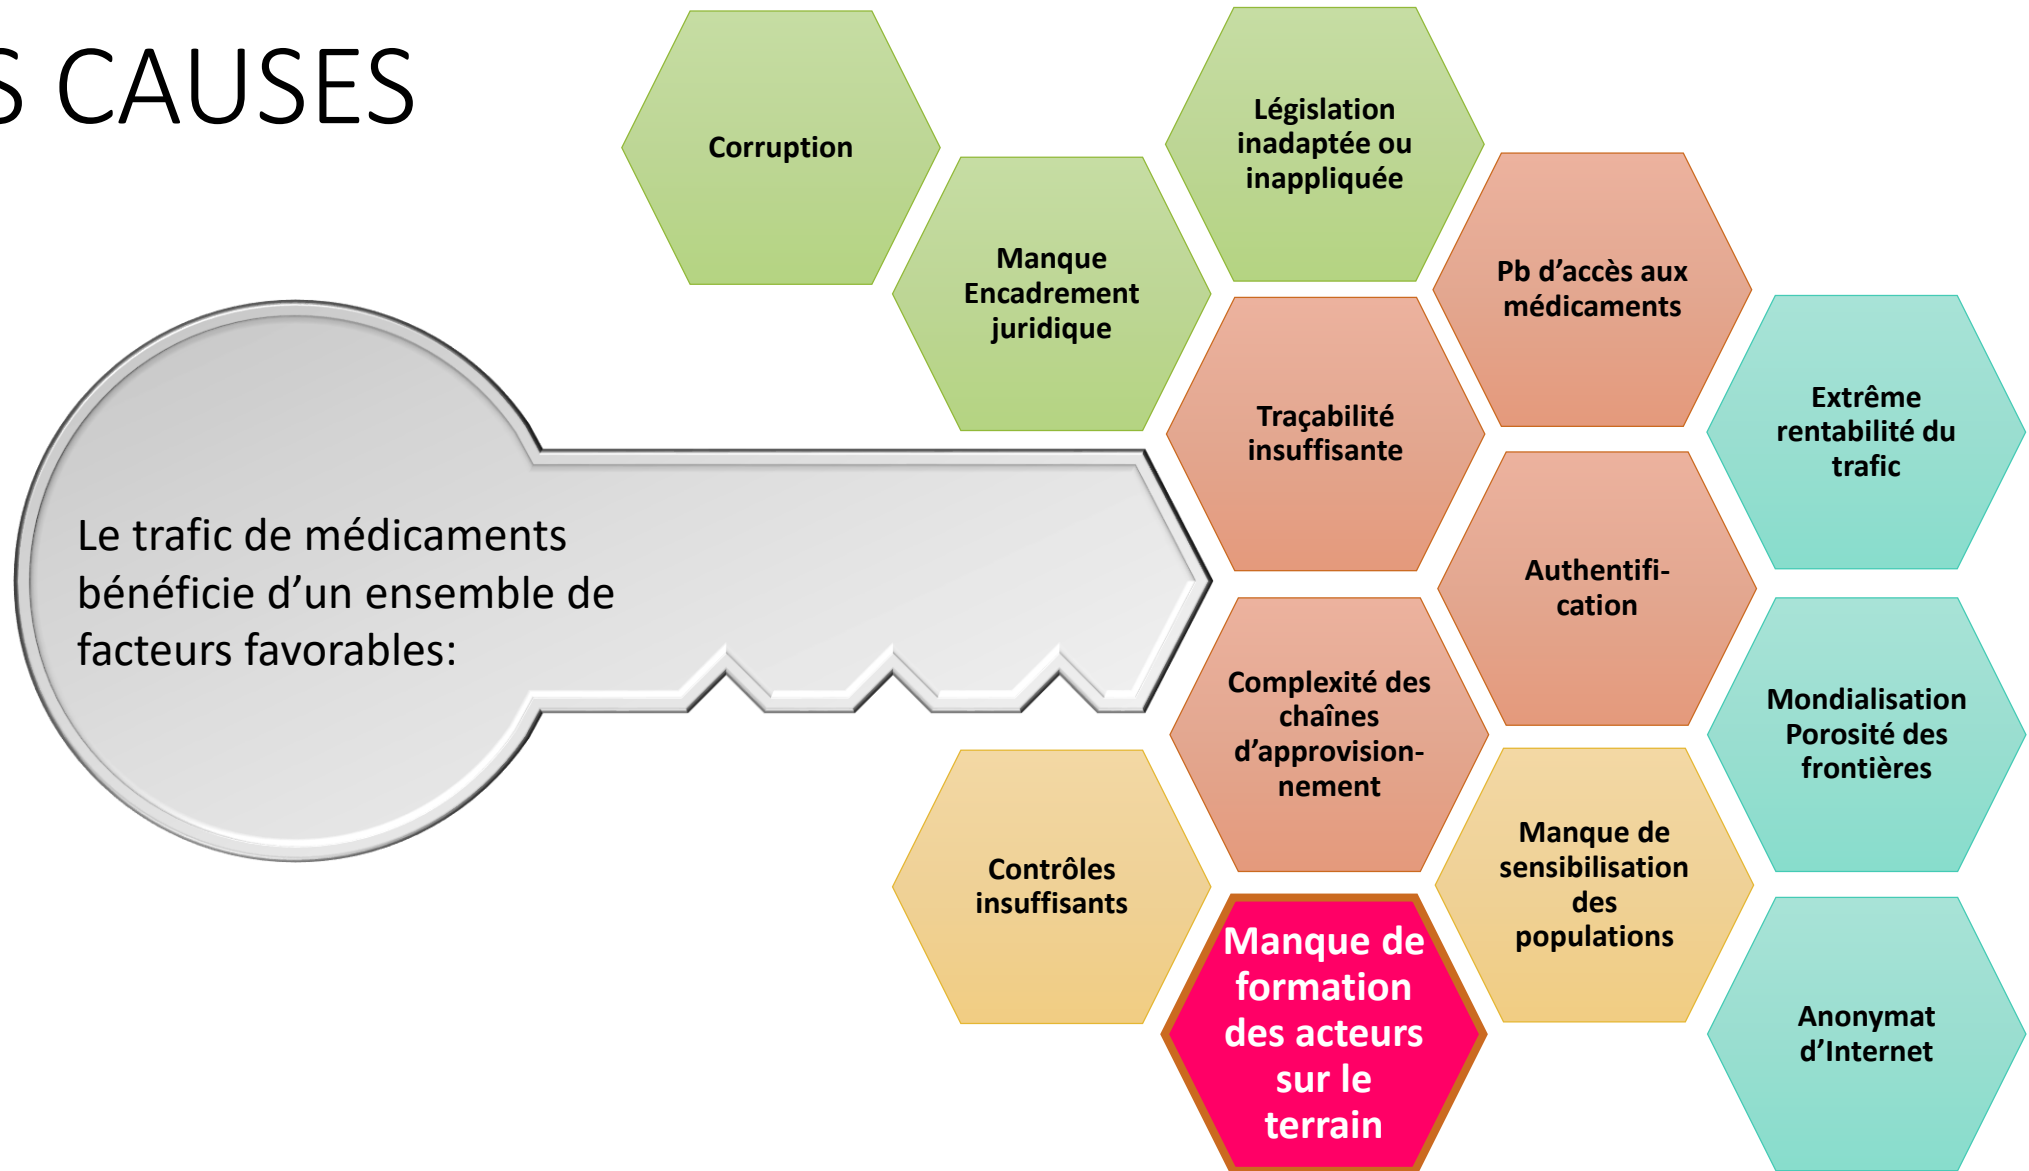 S CAUSES
Corruption
Législation
inadaptée ou
inappliquée
Manque
Encadrement
juridique
Pb d’accès aux
médicaments
Traçabilité
insuffisante
Extrême
rentabilité du
trafic
Le trafic de médicaments
bénéficie d’un ensemble de
facteurs favorables:
Authentifi-
cation
Complexité des
chaînes
d’approvision-
nement
Mondialisation
Porosité des
frontières
Contrôles
insuffisants
Manque de
sensibilisation
des
populations
Manque de
formation
des acteurs
sur le
terrain
Anonymat
d’Internet